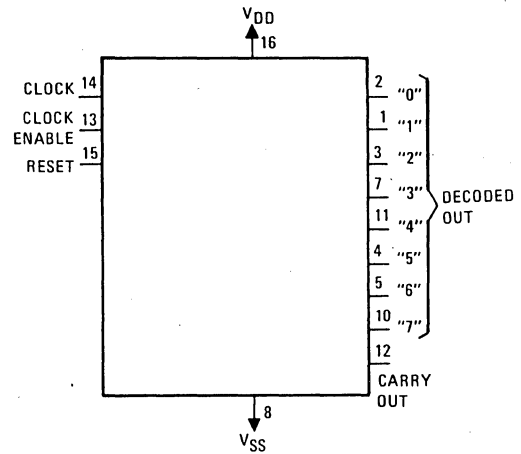 VDD
16
CLOCK 14
CLOCK 13
ENABLE
RESET 15
2 "0"
1 "1"
3 "2"
7 "3"
11 "4"
4 "5"
5 "6"
10 "7"
DECODED
OUT
12
CARRY
OUT
8
VSS